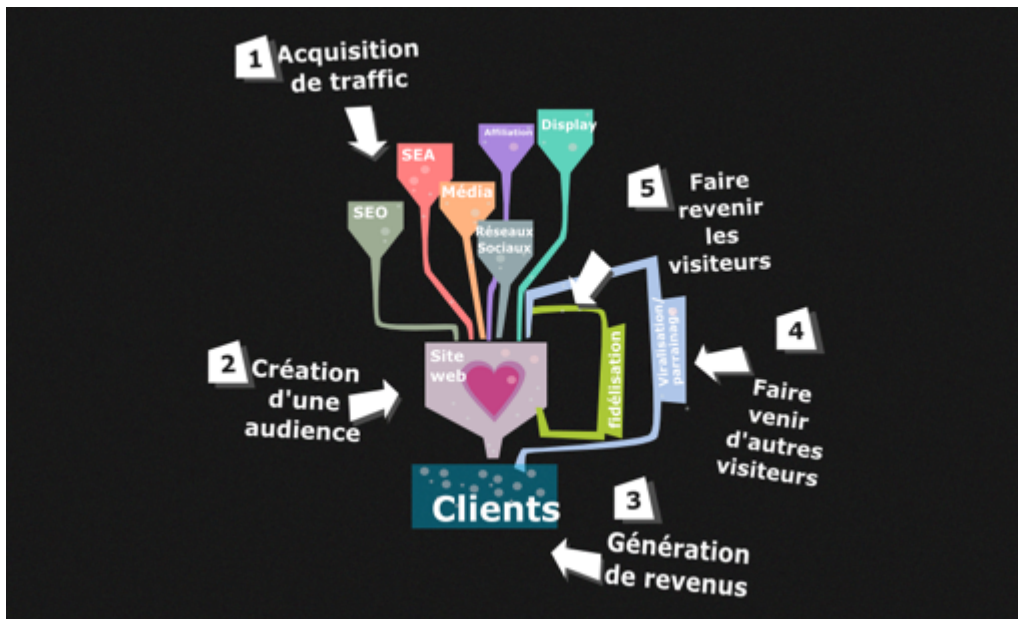 1
Acquisition
de traffic
SEA
Affiliation
Display
Média
SEO
Réseaux
Sociaux
5
Faire
revenir
les
visiteurs
2
Création
d'une
audience
Site
web
fidélisation
Viralisation/
parrainage
4
Faire
venir
d'autres
visiteurs
Clients
3
Génération
de revenus